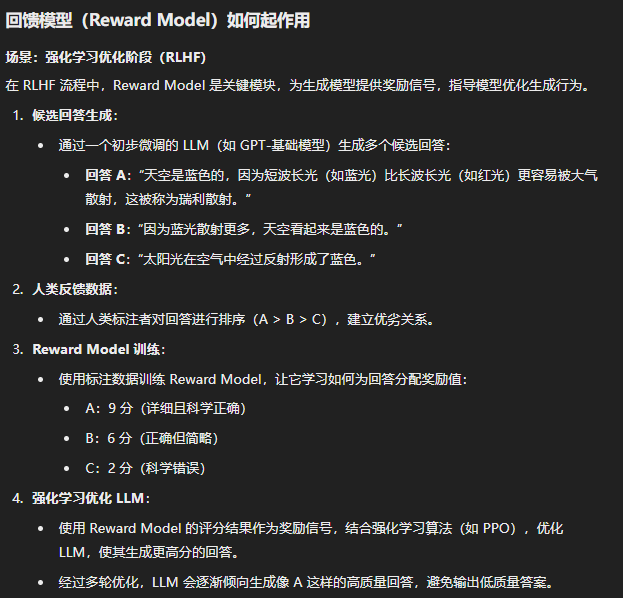 回馈模型（Reward Model）如何起作用
场景：强化学习优化阶段（RLHF）
在 RLHF 流程中，Reward Model 是关键模块，为生成模型提供奖励信号，指导模型优化生成行为。
1. 候选回答生成：
• 通过一个初步微调的 LLM（如 GPT-基础模型）生成多个候选回答：
• 回答 A："天空是蓝色的，因为短波长光（如蓝光）比长波长光（如红光）更容易被大气
散射，这被称为瑞利散射。"
• 回答 B："因为蓝光散射更多，天空看起来是蓝色的。"
• 回答 C："太阳光在空气中经过反射形成了蓝色。"
2. 人类反馈数据：
• 通过人类标注者对回答进行排序（A > B > C），建立优劣关系。
3. Reward Model 训练：
• 使用标注数据训练 Reward Model，让它学习如何为回答分配奖励值：
• A：9 分（详细且科学正确）
• B：6 分（正确但简略）
• C：2 分（科学错误）
4. 强化学习优化 LLM：
• 使用 Reward Model 的评分结果作为奖励信号，结合强化学习算法（如 PPO），优化
LLM，使其生成更高分的回答。
• 经过多轮优化，LLM 会逐渐倾向生成像 A 这样的高质量回答，避免输出低质量答案。